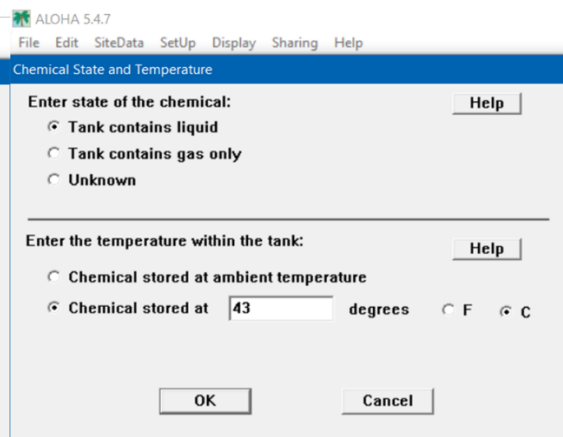 ALOHA 5.4.7
File Edit SiteData SetUp Display Sharing Help
Chemical State and Temperature
Enter state of the chemical: Help
Tank contains liquid
Tank contains gas only
Unknown
Enter the temperature within the tank: Help
Chemical stored at ambient temperature
Chemical stored at 43 degrees F C
OK Cancel